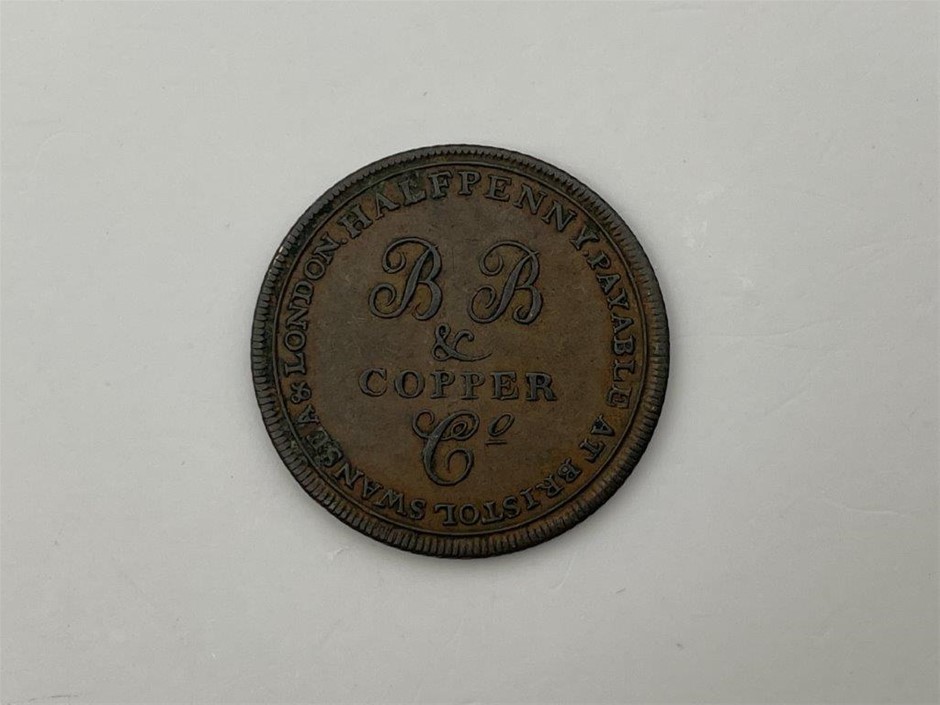 HALFPENNY. PAYABLE AT BRISTOL SWANSEA & LONDON.
B B
&
COPPER
Cº